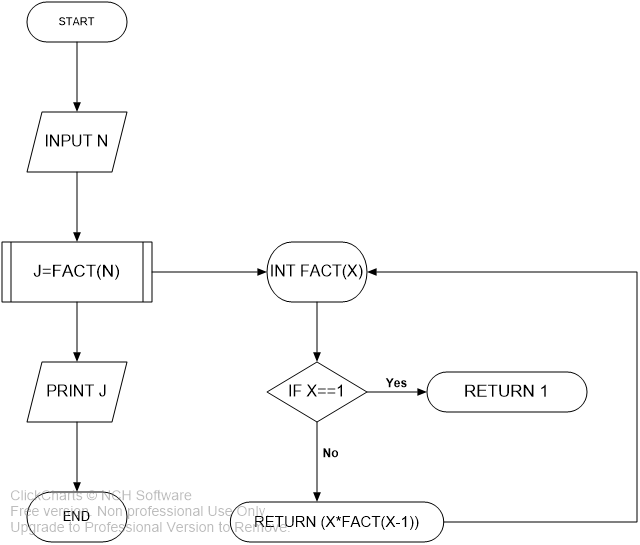 START
INPUT N
J=FACT(N)
INT FACT(X)
PRINT J
IF X==1
Yes
RETURN 1
No
ClickCharts © NCH Software
Free version. Non professional Use Only.
Upgrade to Professional Version to Remove.
END
RETURN (X*FACT(X-1))